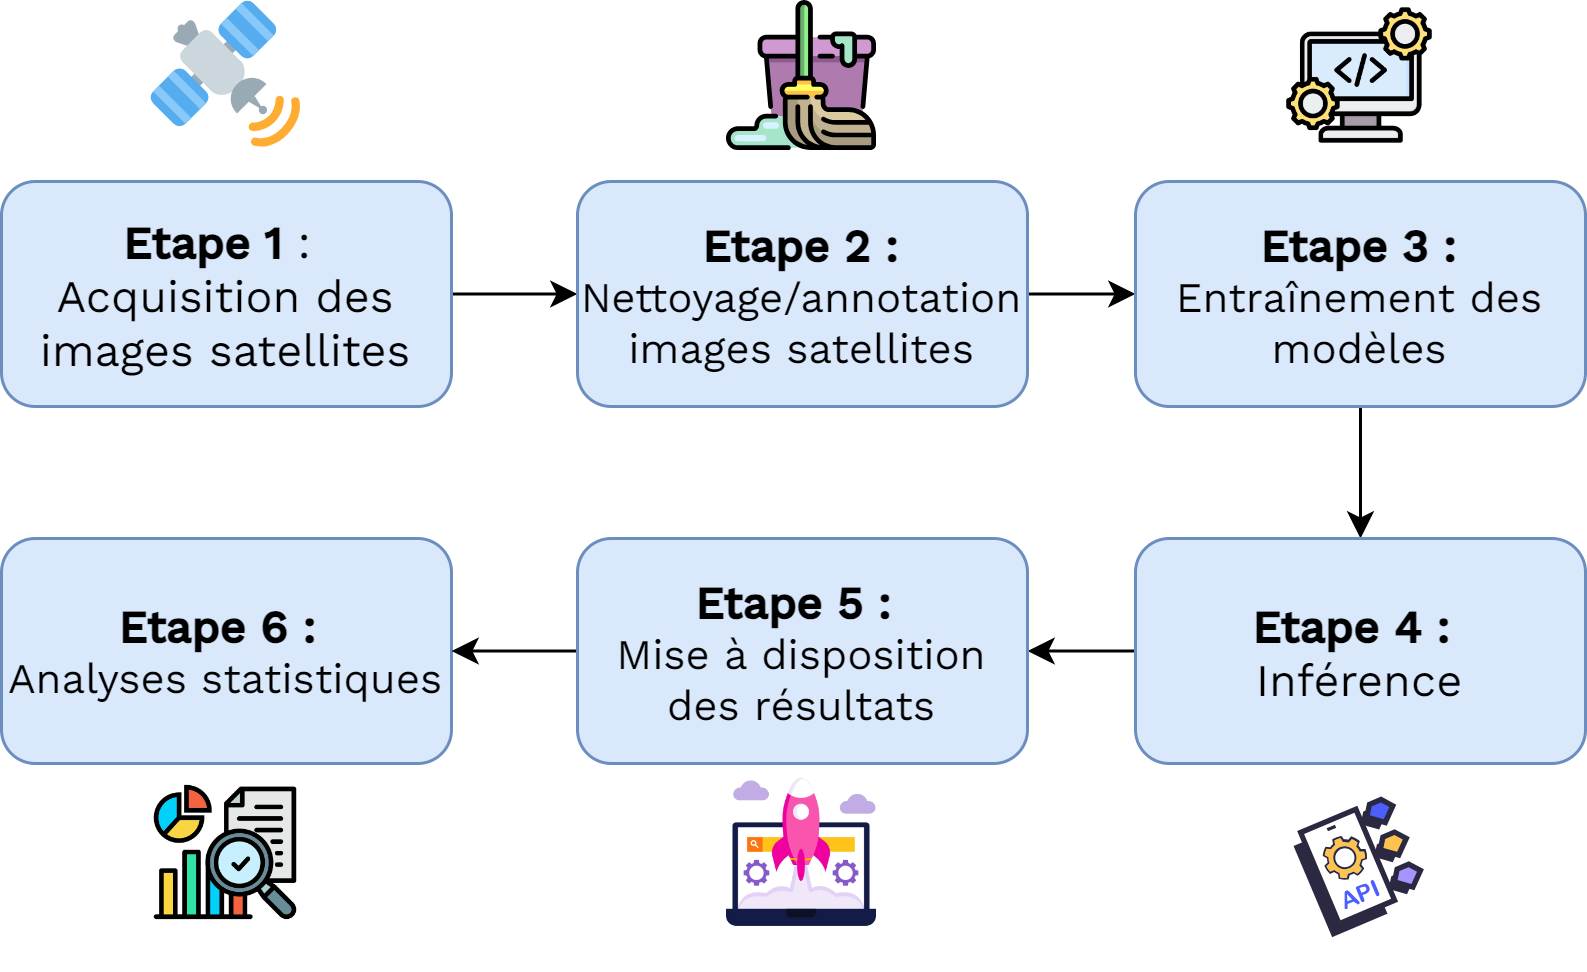 Etape 1 :
Acquisition des
images satellites
Etape 2 :
Nettoyage/annotation
images satellites
</>
Etape 3 :
Entraînement des
modèles
Etape 4 :
Inférence
API
Etape 5 :
Mise à disposition
des résultats
Etape 6 :
Analyses statistiques